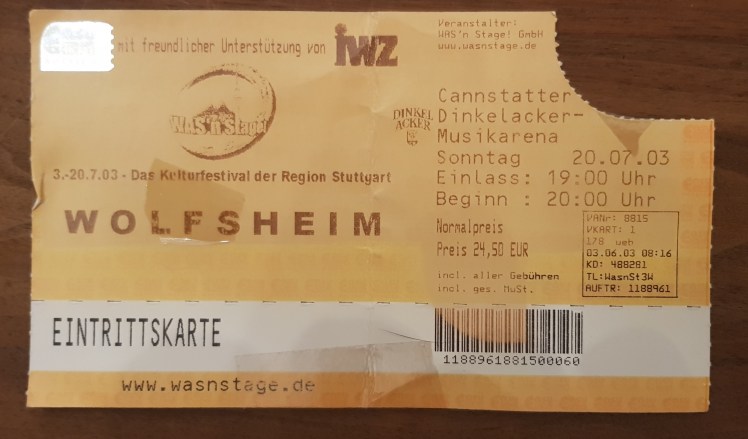 mit freundlicher Unterstützung von iWZ
Veranstalter:
WAS'n Stage! GmbH
www.wasnstage.de
WAS'n Stage!
DINKEL
ACKER
3.-20.7.03 - Das Kulturfestival der Region Stuttgart
WOLFSHEIM
Cannstatter
Dinkelacker-
Musikarena
Sonntag 20.07.03
Einlass: 19:00 Uhr
Beginn : 20:00 Uhr
Normalpreis
Preis 24,50 EUR
incl. aller Gebühren
incl. ges. MwSt.
VANr: 8815
VKART: 1
178 ueb
03.06.03 08:16
KD: 488281
TL:WasnSt3W
AUFTR: 1188961
EINTRITTSKARTE
1188961881500060
www.wasnstage.de